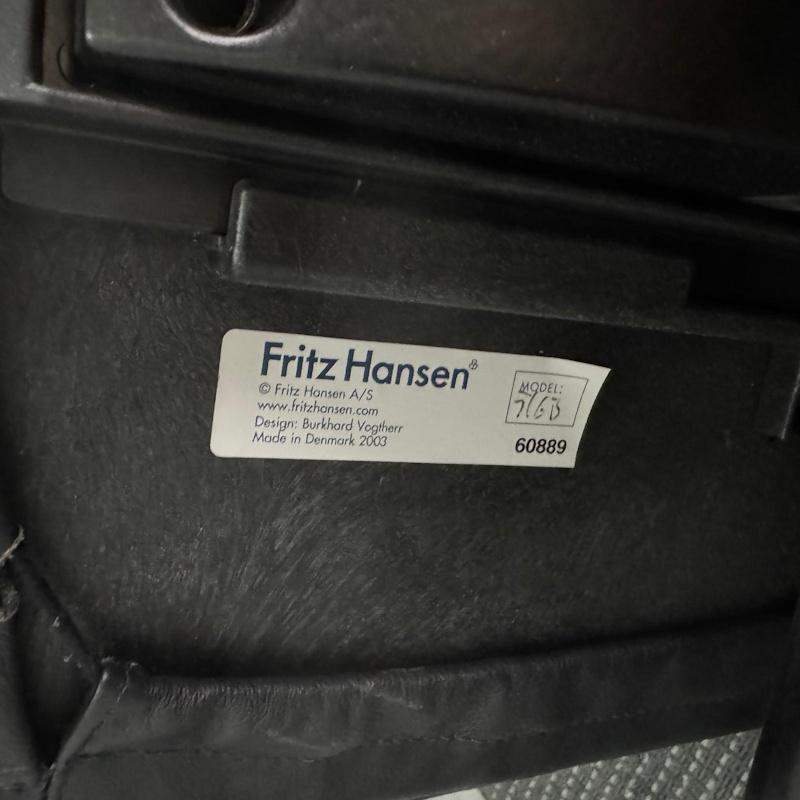 Fritz Hansen
© Fritz Hansen A/S
www.fritzhansen.com
Design: Burkhard Vogtherr
Made in Denmark 2003
MODEL:
60889